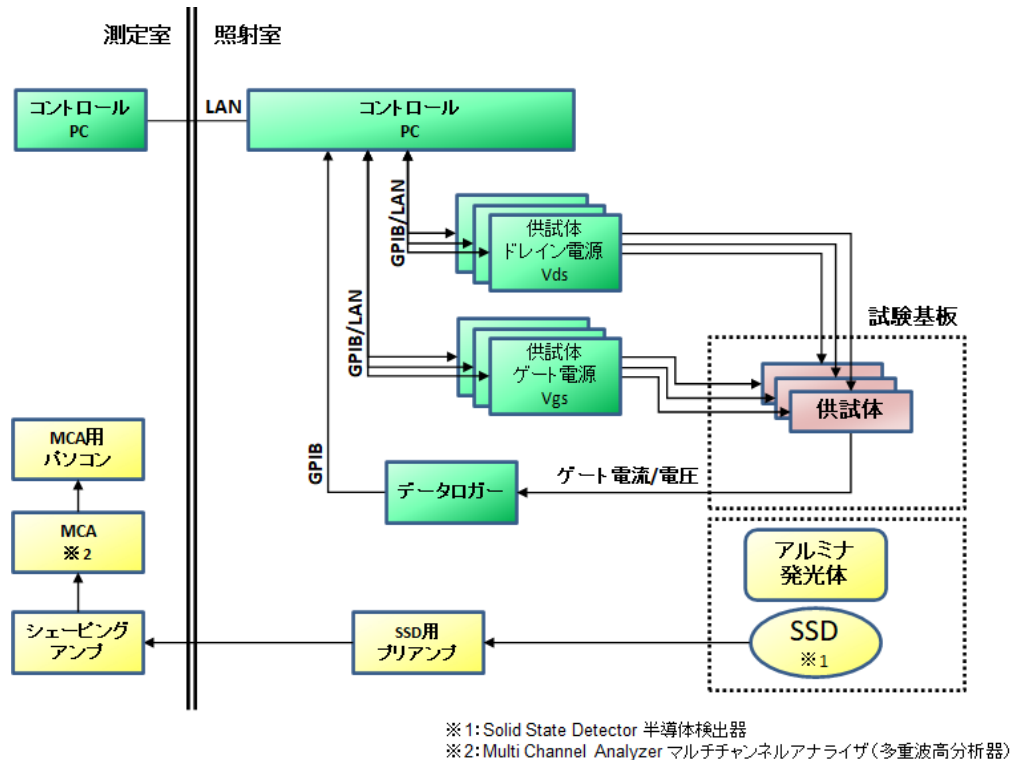 測定室
照射室
コントロール
PC
LAN
コントロール
PC
GPIB/LAN
供試体
ドレイン電源
Vds
GPIB/LAN
供試体
ゲート電源
Vgs
試験基板
供試体
MCA用
パソコン
GPIB
データロガー
ゲート電流/電圧
MCA
※2
アルミナ
発光体
シェーピング
アンプ
SSD用
プリアンプ
SSD
※1
※1:Solid State Detector 半導体検出器
※2:Multi Channel Analyzer マルチチャンネルアナライザ(多重波高分析器)